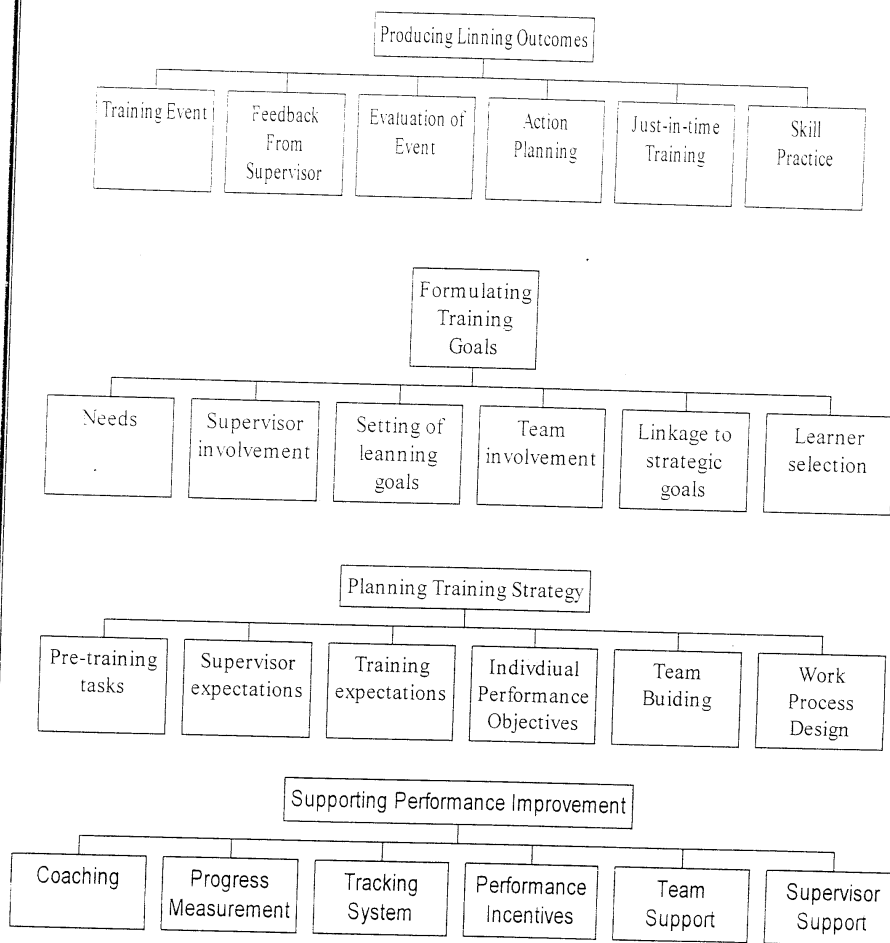 Producing Linning Outcomes
Training Event
Feedback
From
Supervisor
Evaluation of
Event
Action
Planning
Just-in-time
Training
Skill
Practice
Formulating
Training
Goals
Needs
Supervisor
involvement
Setting of
leanning
goals
Team
involvement
Linkage to
strategic
goals
Learner
selection
Planning Training Strategy
Pre-training
tasks
Supervisor
expectations
Training
expectations
Indivdiual
Performance
Objectives
Team
Buiding
Work
Process
Design
Supporting Performance Improvement
Coaching
Progress
Measurement
Tracking
System
Performance
Incentives
Team
Support
Supervisor
Support